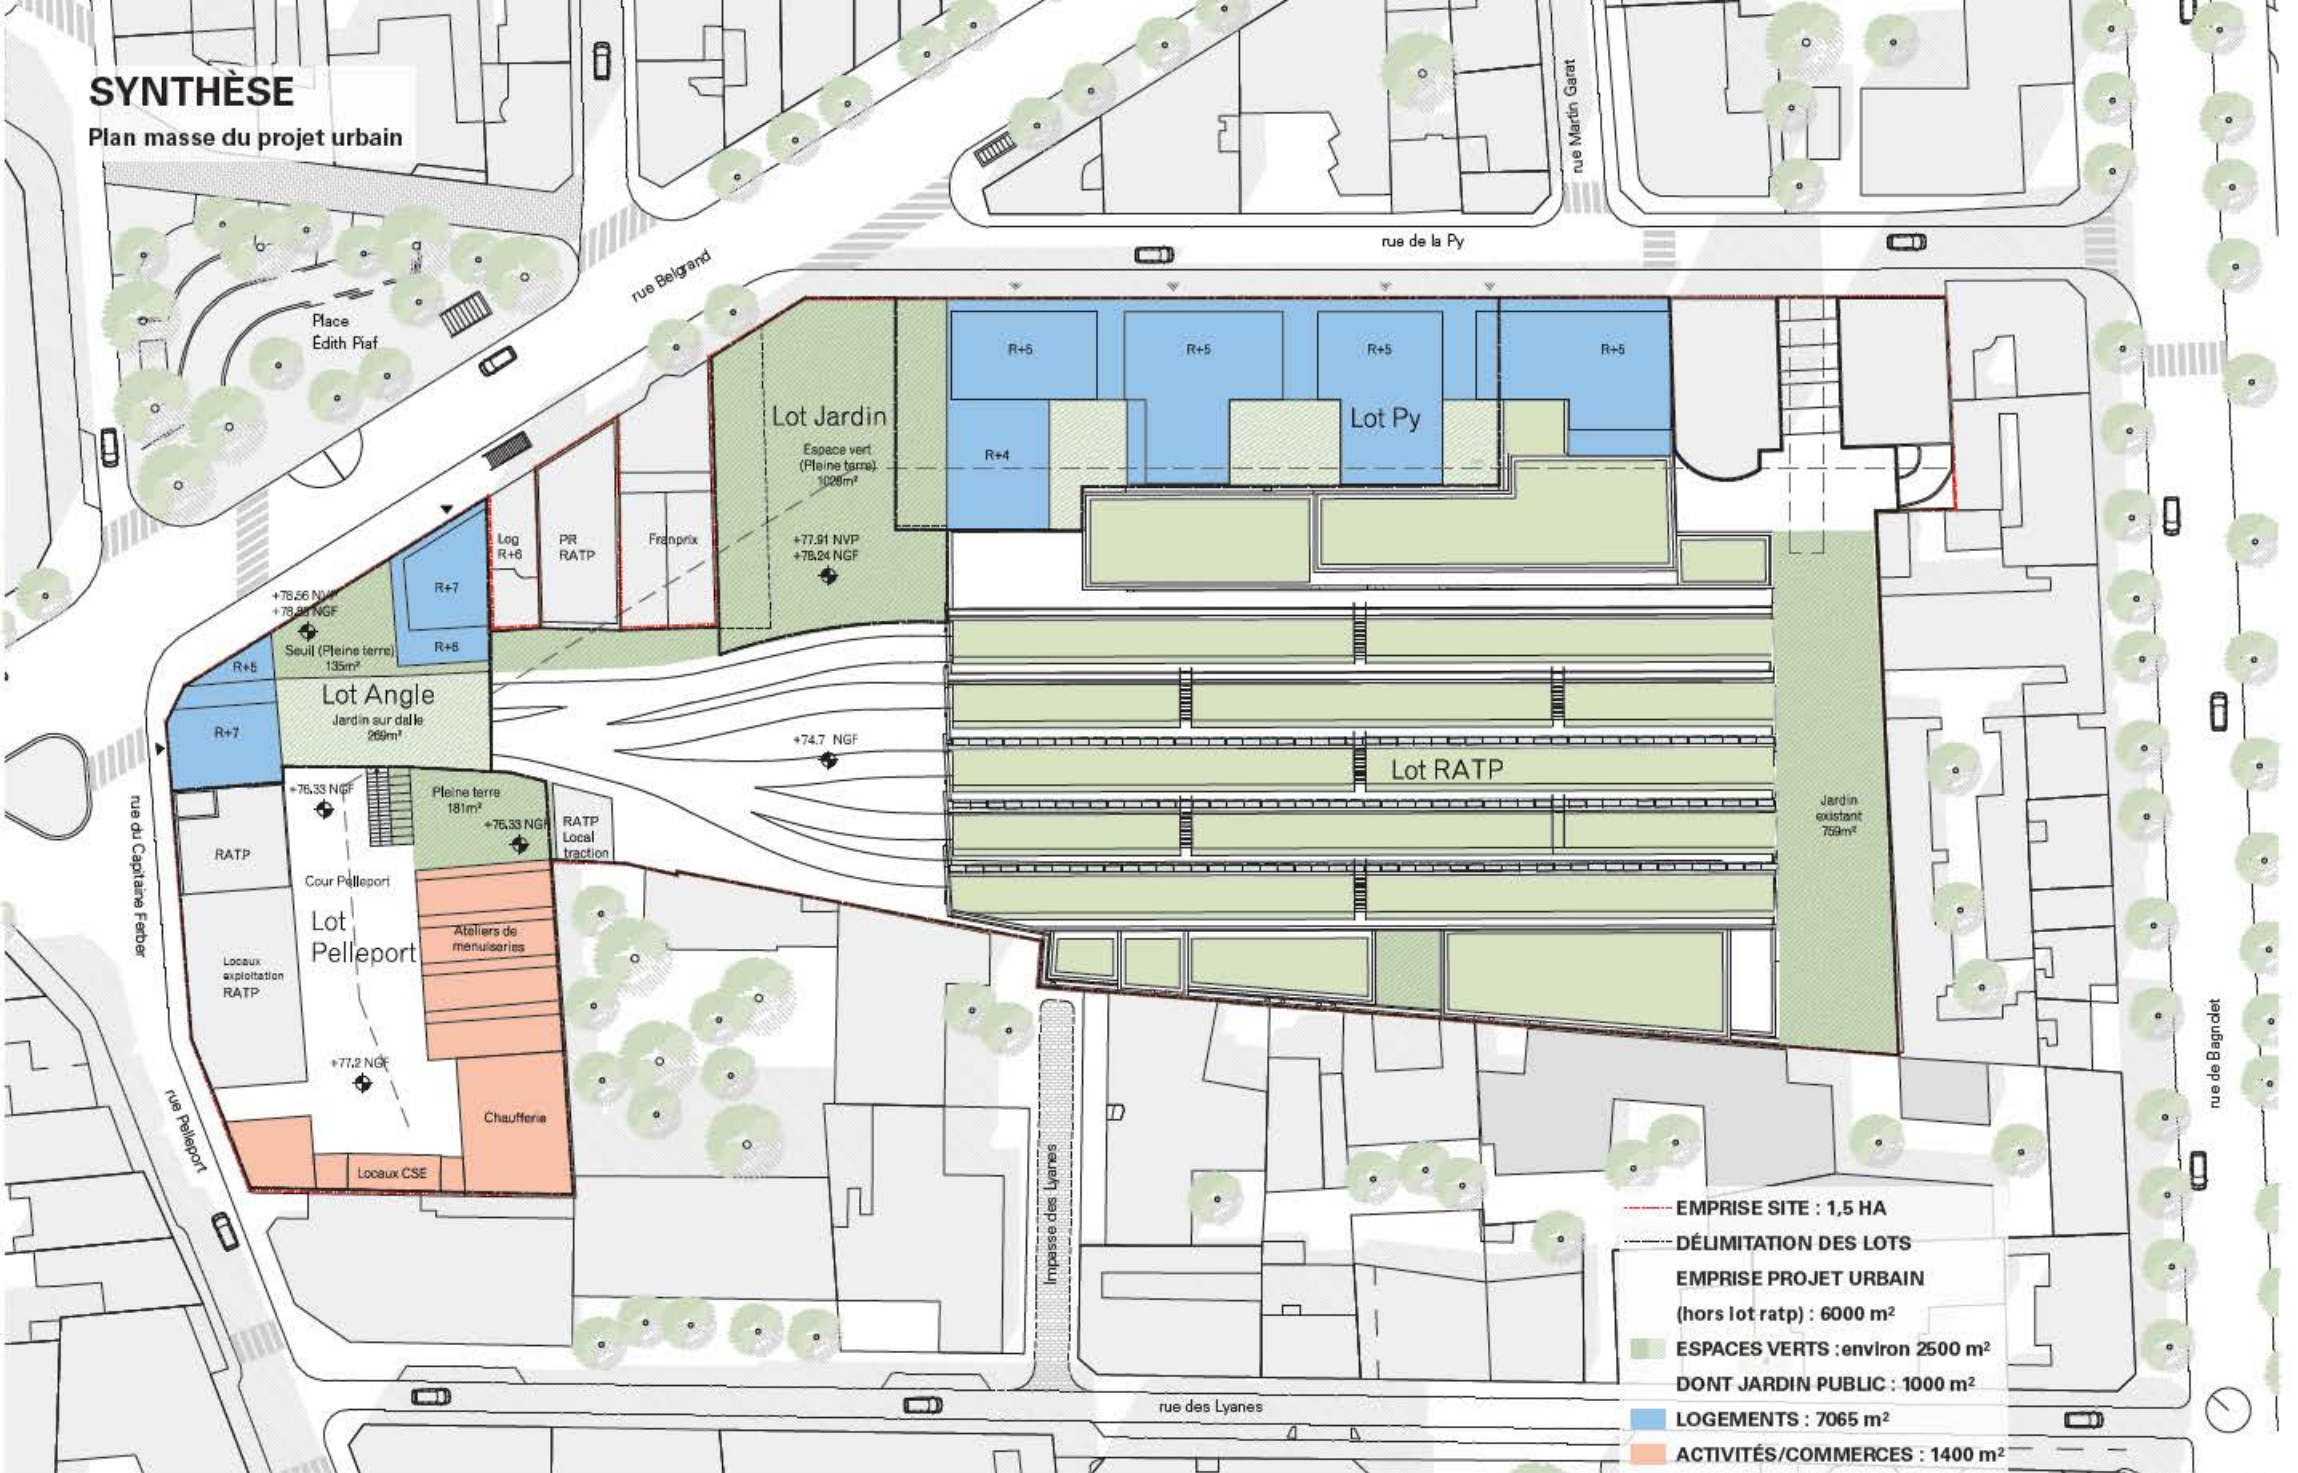 SYNTHÈSE
Plan masse du projet urbain
rue Martin Garat
rue de la Py
rue Belgrand
Place
Édith Piaf
R+5
R+5
R+5
R+5
Lot Jardin
Espace vert
(Pleine terre)
1028m²
Lot Py
R+4
+77.91 NVP
+78.24 NGF
Log
R+6
PR
RATP
Franprix
R+7
R+6
+78.56 NVP
NGF
Seuil (Pleine terre)
135m²
R+5
Lot Angle
Jardin sur dalle
269m²
R+7
+74.7 NGF
Lot RATP
+76.33 NGF
Pleine terre
181m²
+76.33 NGF
RATP
Local
traction
Jardin
existant
759m²
rue du Capitaine Ferber
RATP
Cour Pelleport
Lot
Pelleport
Ateliers de
menuiseries
Locaux
exploitation
RATP
+77.2 NGF
Chaufferie
Locaux CSE
rue Pelleport
Impasse des Lyanes
rue de Bagnolet
rue des Lyanes
EMPRISE SITE : 1,5 HA
DÉLIMITATION DES LOTS
EMPRISE PROJET URBAIN
(hors lot ratp) : 6000 m²
ESPACES VERTS :environ 2500 m²
DONT JARDIN PUBLIC : 1000 m²
LOGEMENTS : 7065 m²
ACTIVITÉS/COMMERCES : 1400 m²